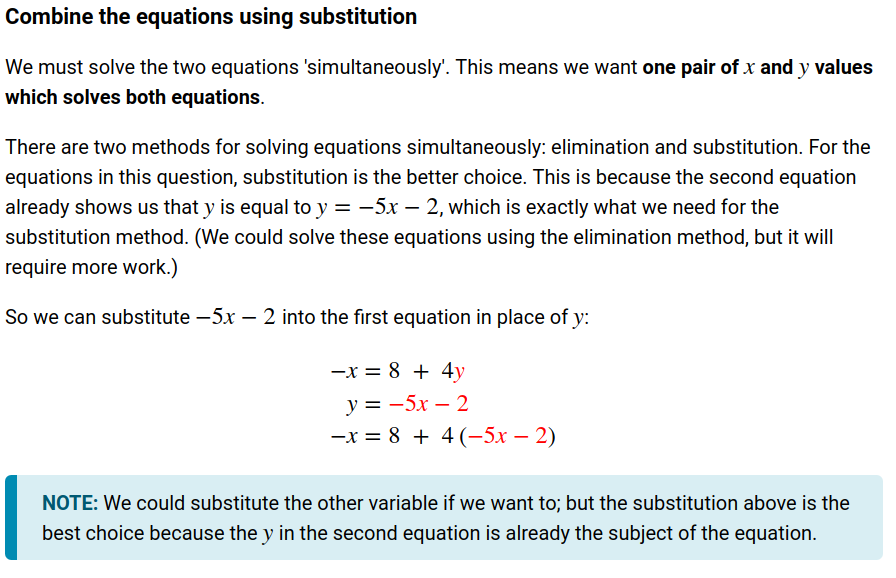 Combine the equations using substitution
We must solve the two equations 'simultaneously'. This means we want one pair of x and y values
which solves both equations.
There are two methods for solving equations simultaneously: elimination and substitution. For the
equations in this question, substitution is the better choice. This is because the second equation
already shows us that y is equal to y = −5x − 2, which is exactly what we need for the
substitution method. (We could solve these equations using the elimination method, but it will
require more work.)
So we can substitute −5x − 2 into the first equation in place of y:
−x = 8 + 4y
y = −5x − 2
−x = 8 + 4 (−5x − 2)
NOTE: We could substitute the other variable if we want to; but the substitution above is the
best choice because the y in the second equation is already the subject of the equation.